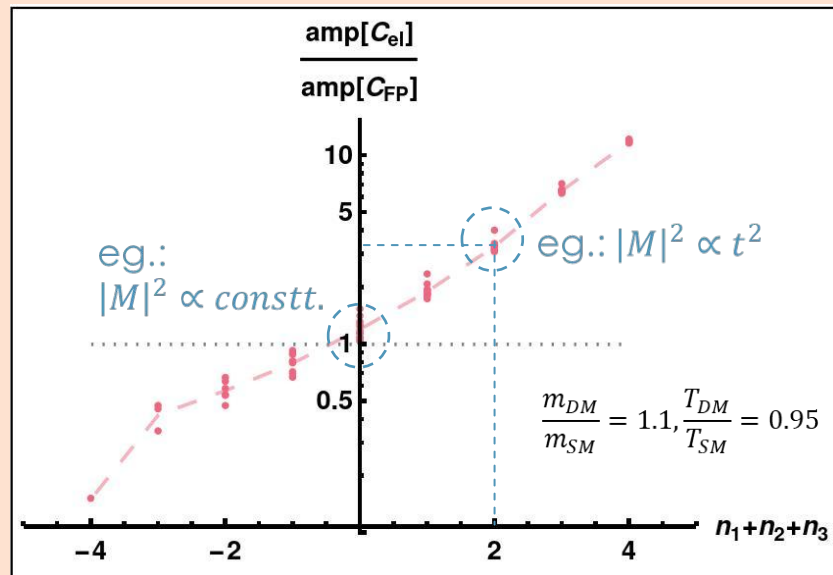 amp[C_el]
amp[C_FP]
10
5
eg.:
|M|² ∝ constt.
eg.: |M|² ∝ t²
1
0.5
m_DM / m_SM = 1.1, T_DM / T_SM = 0.95
-4 -2 2 4 n₁+n₂+n₃